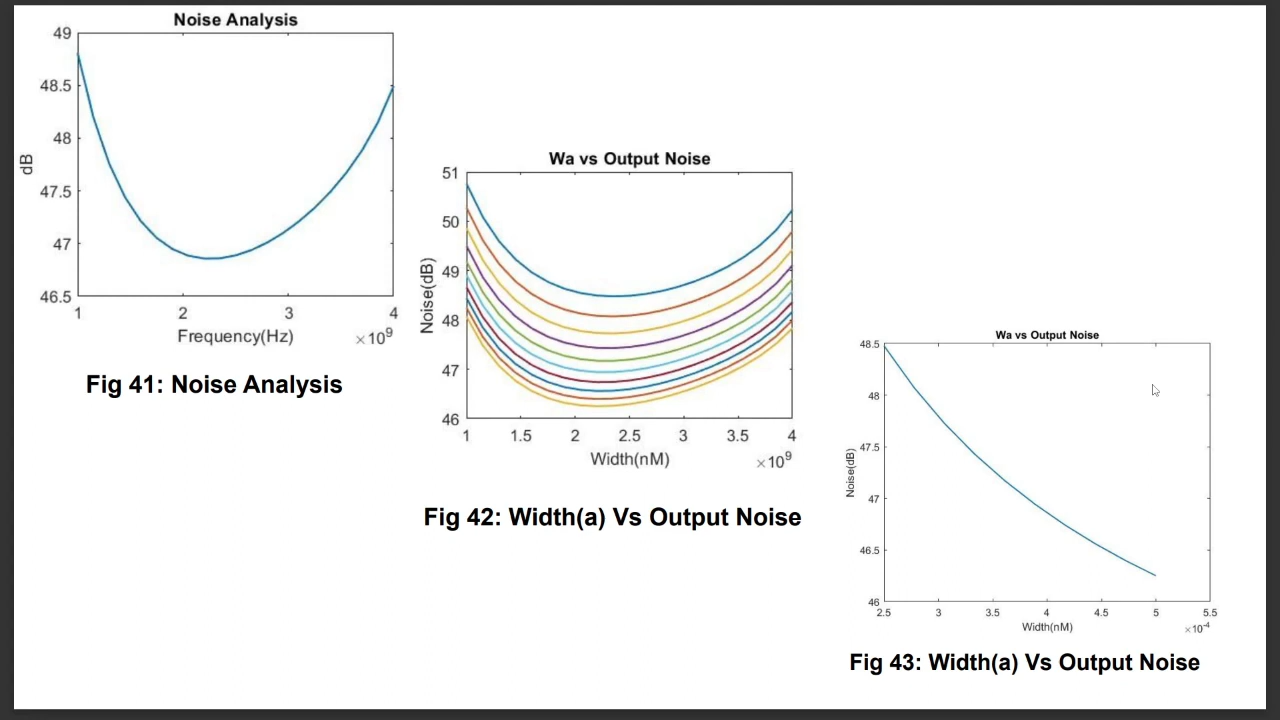 Noise Analysis
49
48.5
48
47.5
47
46.5
dB
1 2 3 4
Frequency(Hz)
×10^9
Fig 41: Noise Analysis
Wa vs Output Noise
51
50
49
48
47
46
Noise(dB)
1 1.5 2 2.5 3 3.5 4
Width(nM)
×10^9
Fig 42: Width(a) Vs Output Noise
Wa vs Output Noise
48.5
48
47.5
47
46.5
46
Noise(dB)
2.5 3 3.5 4 4.5 5 5.5
Width(nM)
×10^-4
Fig 43: Width(a) Vs Output Noise